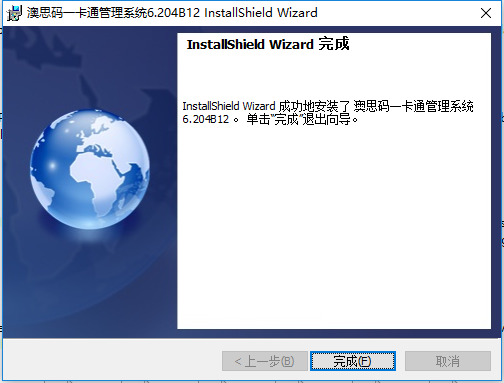 澳思码一卡通管理系统6.204B12 InstallShield Wizard
InstallShield Wizard 完成
InstallShield Wizard 成功地安装了 澳思码一卡通管理系统
6.204B12 。 单击"完成"退出向导。
< 上一步(B)
完成(F)
取消